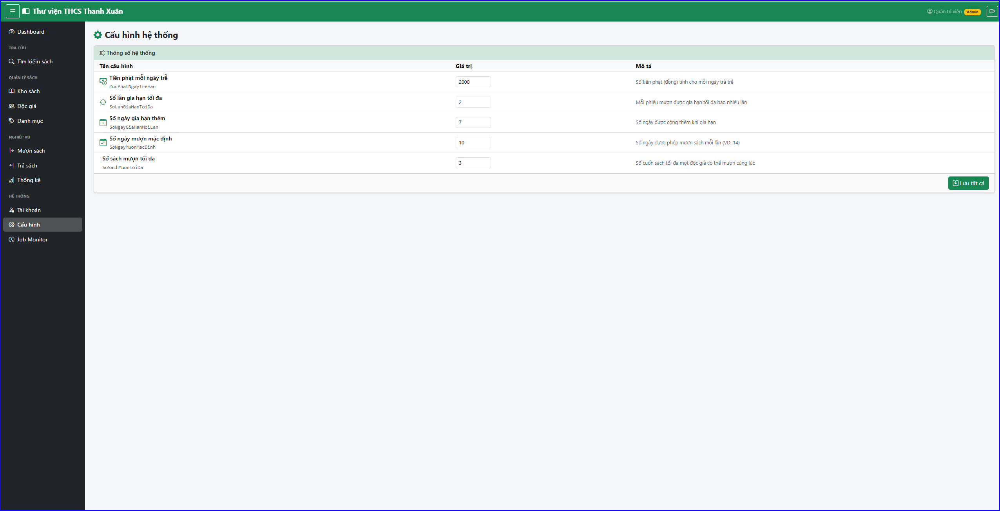 Thư viện THCS Thanh Xuân
Quản trị viên Admin
Dashboard
TRA CỨU
Tìm kiếm sách
QUẢN LÝ SÁCH
Kho sách
Độc giả
Danh mục
NGHIỆP VỤ
Mượn sách
Trả sách
Thống kê
HỆ THỐNG
Tài khoản
Cấu hình
Job Monitor
Cấu hình hệ thống
Thông số hệ thống
Tên cấu hình Giá trị Mô tả
Tiền phạt mỗi ngày trễ
MucPhatNgayTreHan
2000
Số tiền phạt (đồng) tính cho mỗi ngày trả trễ
Số lần gia hạn tối đa
SoLanGiaHanToiDa
2
Mỗi phiếu mượn được gia hạn tối đa bao nhiêu lần
Số ngày gia hạn thêm
SoNgayGiaHanMoiLan
7
Số ngày được cộng thêm khi gia hạn
Số ngày mượn mặc định
SoNgayMuonMacDinh
10
Số ngày được phép mượn sách mỗi lần (VD: 14)
Số sách mượn tối đa
SoSachMuonToiDa
3
Số cuốn sách tối đa một độc giả có thể mượn cùng lúc
Lưu tất cả